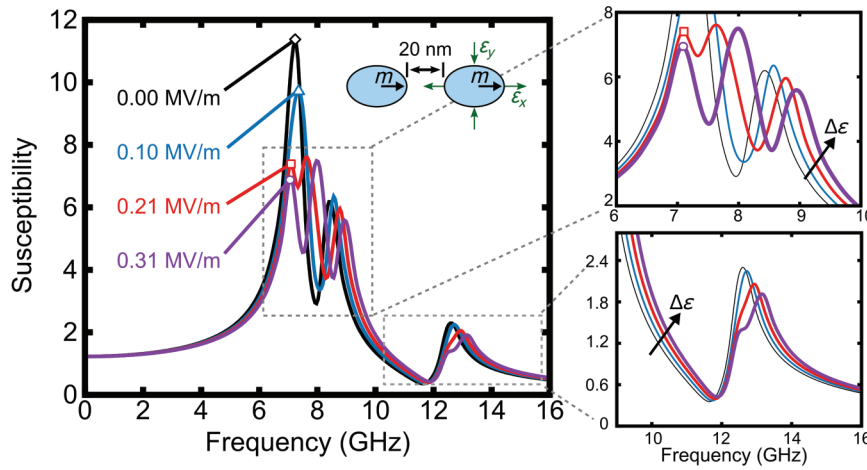 12
10
8
6
4
2
0
Susceptibility
0 2 4 6 8 10 12 14 16
Frequency (GHz)
0.00 MV/m
0.10 MV/m
0.21 MV/m
0.31 MV/m
20 nm
m
m
εy
εx
8
6
4
2
6 7 8 9 10
Δε
2.4
1.8
1.2
0.6
0
10 12 14 16
Frequency (GHz)
Δε